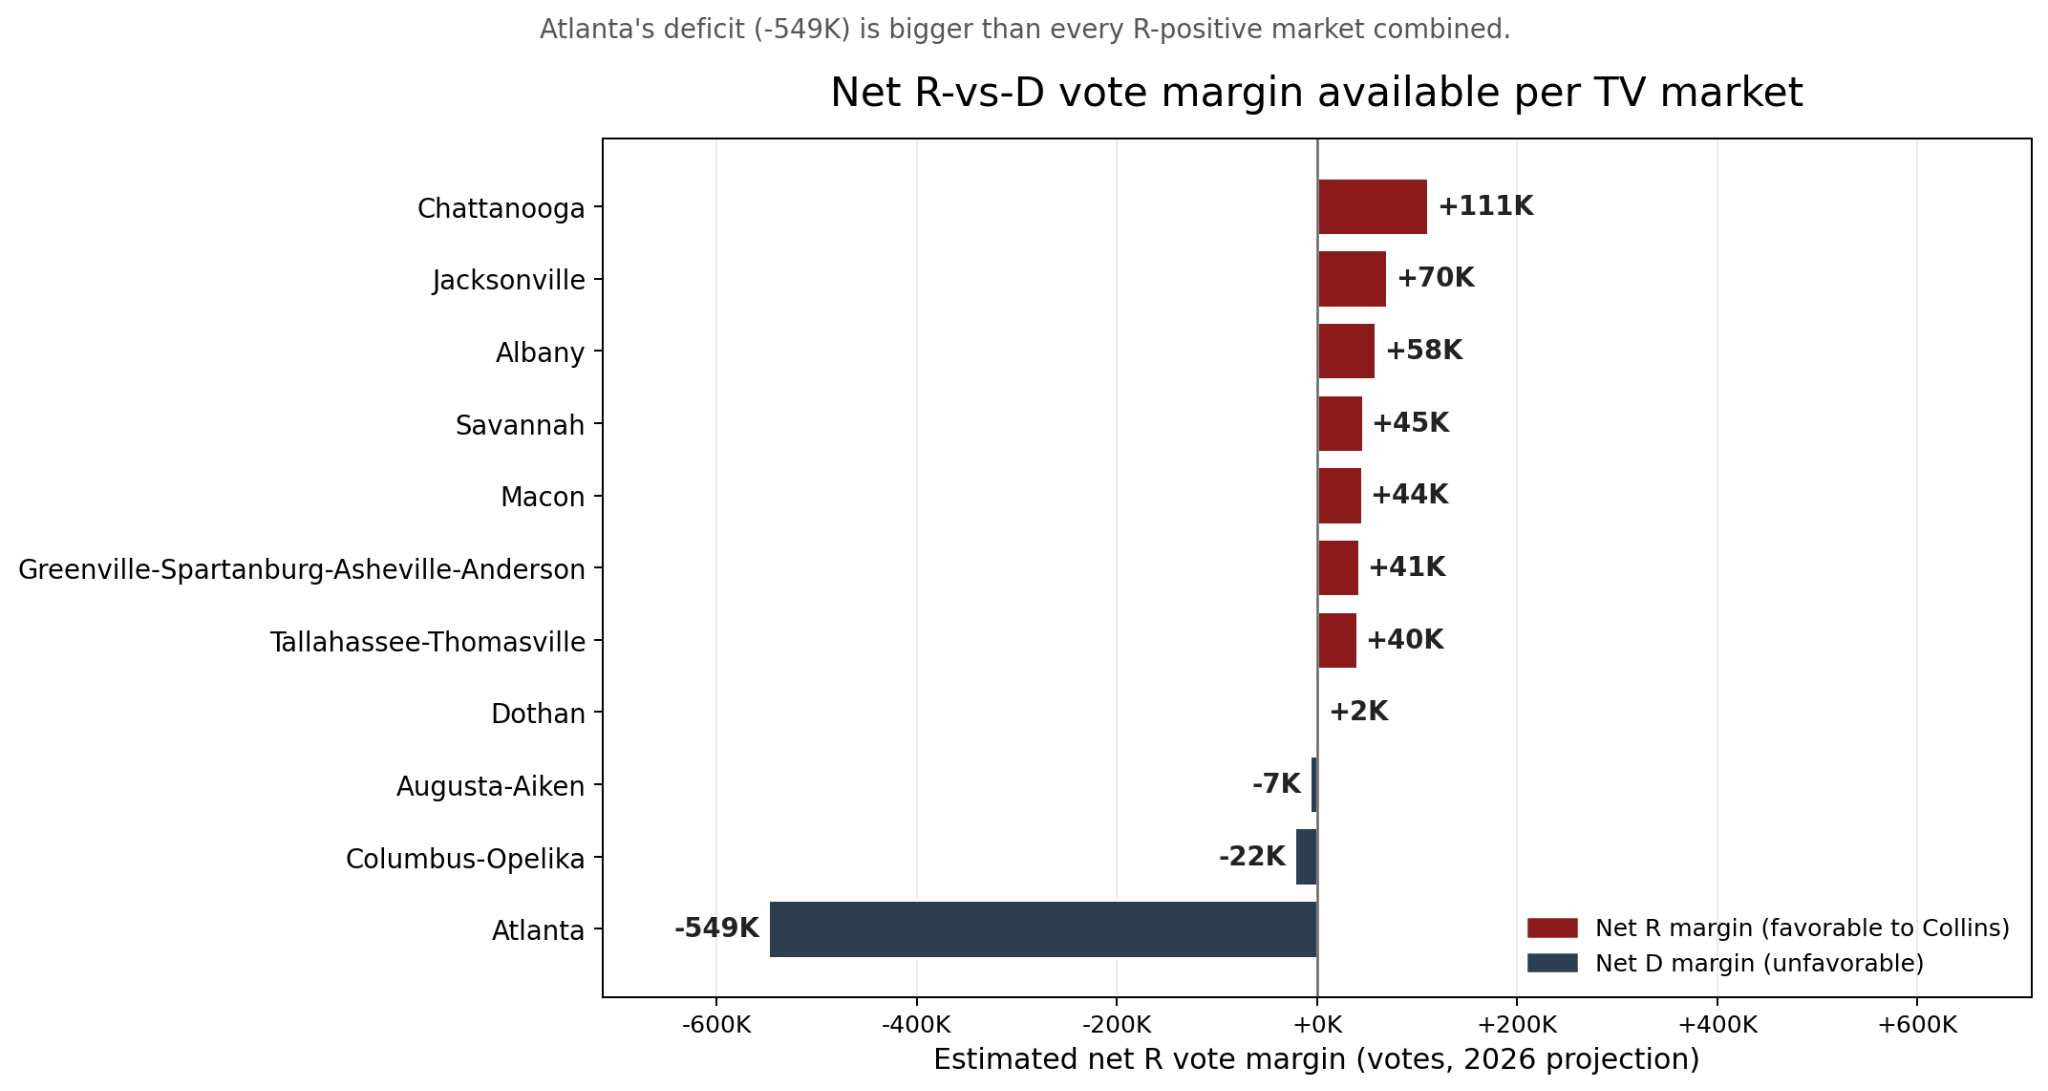 Atlanta's deficit (-549K) is bigger than every R-positive market combined.
Net R-vs-D vote margin available per TV market
Chattanooga +111K
Jacksonville +70K
Albany +58K
Savannah +45K
Macon +44K
Greenville-Spartanburg-Asheville-Anderson +41K
Tallahassee-Thomasville +40K
Dothan +2K
Augusta-Aiken -7K
Columbus-Opelika -22K
Atlanta -549K
Net R margin (favorable to Collins)
Net D margin (unfavorable)
-600K -400K -200K +0K +200K +400K +600K
Estimated net R vote margin (votes, 2026 projection)